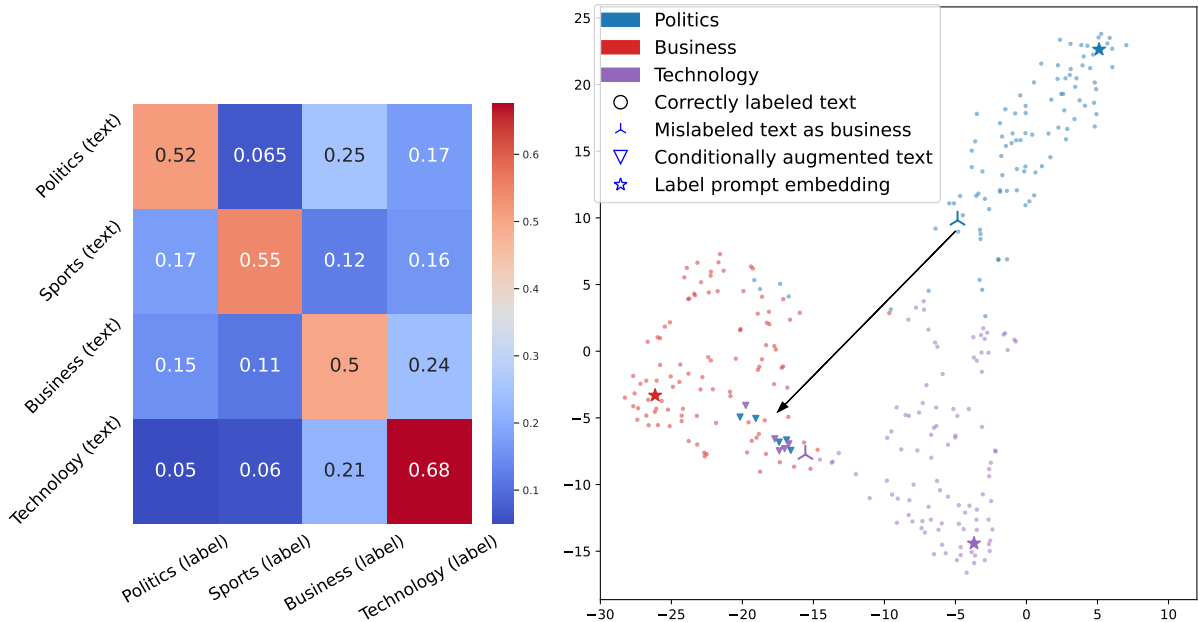 Politics (text)
0.52 0.065 0.25 0.17
Sports (text)
0.17 0.55 0.12 0.16
Business (text)
0.15 0.11 0.5 0.24
Technology (text)
0.05 0.06 0.21 0.68
Politics (label)
Sports (label)
Business (label)
Technology (label)
0.6
0.5
0.4
0.3
0.2
0.1
Politics
Business
Technology
Correctly labeled text
Mislabeled text as business
Conditionally augmented text
Label prompt embedding
25
20
15
10
5
0
−5
−10
−15
−30 −25 −20 −15 −10 −5 0 5 10